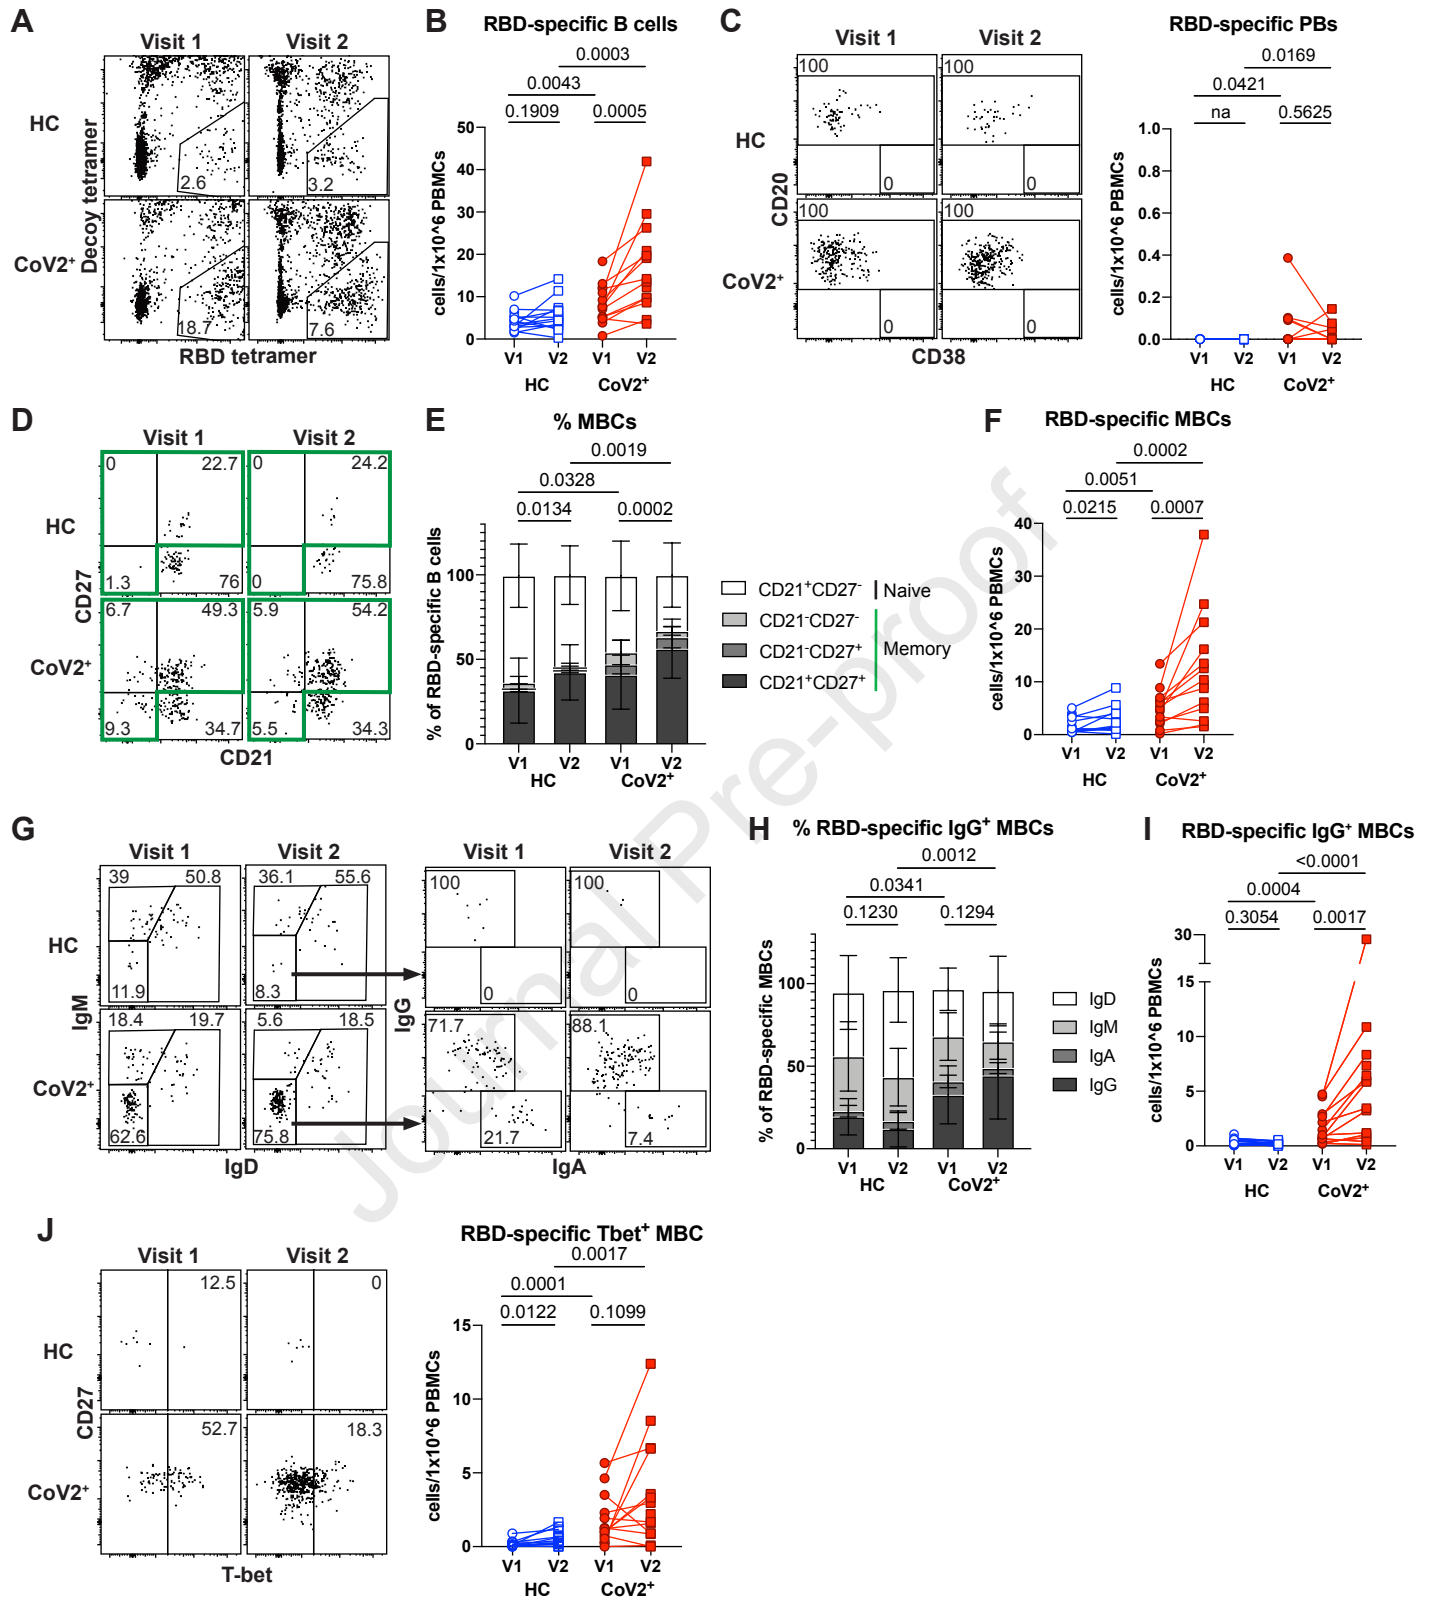 A
Visit 1
Visit 2
HC
2.6
3.2
CoV2⁺
18.7
7.6
Decoy tetramer
RBD tetramer
B
RBD-specific B cells
0.0003
0.0043
0.1909
0.0005
50
40
30
20
10
0
cells/1x10^6 PBMCs
V1
V2
V1
V2
HC
CoV2⁺
C
Visit 1
Visit 2
100
100
HC
0
0
100
100
CoV2⁺
0
0
CD20
CD38
RBD-specific PBs
0.0169
0.0421
na
0.5625
1.0
0.8
0.6
0.4
0.2
0.0
cells/1x10^6 PBMCs
V1
V2
V1
V2
HC
CoV2⁺
D
Visit 1
Visit 2
0
22.7
0
24.2
HC
1.3
76
0
75.8
6.7
49.3
5.9
54.2
CoV2⁺
9.3
34.7
5.5
34.3
CD27
CD21
E
% MBCs
0.0019
0.0328
0.0134
0.0002
100
50
0
% of RBD-specific B cells
V1
V2
V1
V2
HC
CoV2⁺
CD21⁺CD27⁻
Naive
CD21⁻CD27⁻
CD21⁻CD27⁺
Memory
CD21⁺CD27⁺
F
RBD-specific MBCs
0.0002
0.0051
0.0215
0.0007
40
30
20
10
0
cells/1x10^6 PBMCs
V1
V2
V1
V2
HC
CoV2⁺
G
Visit 1
Visit 2
Visit 1
Visit 2
39
50.8
36.1
55.6
100
100
HC
11.9
8.3
0
0
18.4
19.7
5.6
18.5
71.7
88.1
CoV2⁺
62.6
75.8
21.7
7.4
IgM
IgD
IgG
IgA
H
% RBD-specific IgG⁺ MBCs
0.0012
0.0341
0.1230
0.1294
100
50
0
% of RBD-specific MBCs
V1
V2
V1
V2
HC
CoV2⁺
IgD
IgM
IgA
IgG
I
RBD-specific IgG⁺ MBCs
<0.0001
0.0004
0.3054
0.0017
30
15
10
5
0
cells/1x10^6 PBMCs
V1
V2
V1
V2
HC
CoV2⁺
J
Visit 1
Visit 2
12.5
0
HC
52.7
18.3
CoV2⁺
CD27
T-bet
RBD-specific Tbet⁺ MBC
0.0017
0.0001
0.0122
0.1099
15
10
5
0
cells/1x10^6 PBMCs
V1
V2
V1
V2
HC
CoV2⁺
Journal Pre-proof